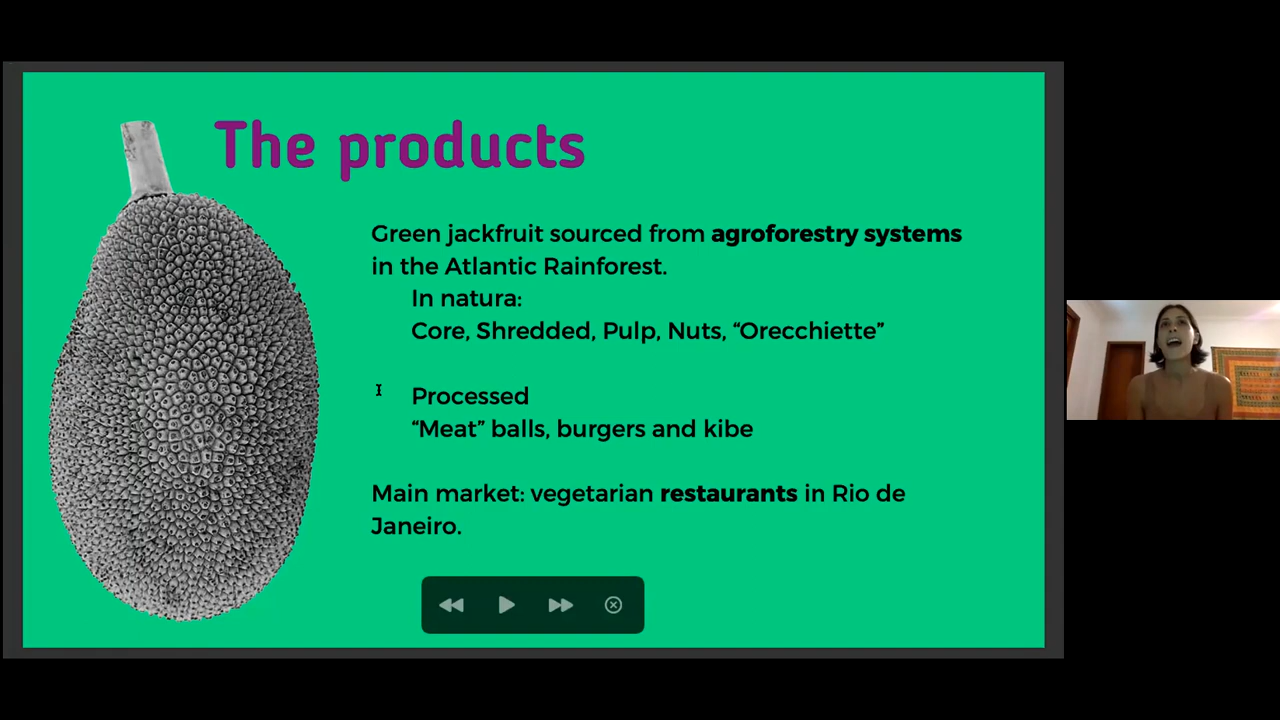 The products
Green jackfruit sourced from agroforestry systems
in the Atlantic Rainforest.
In natura:
Core, Shredded, Pulp, Nuts, “Orecchiette”
Processed
“Meat” balls, burgers and kibe
Main market: vegetarian restaurants in Rio de
Janeiro.